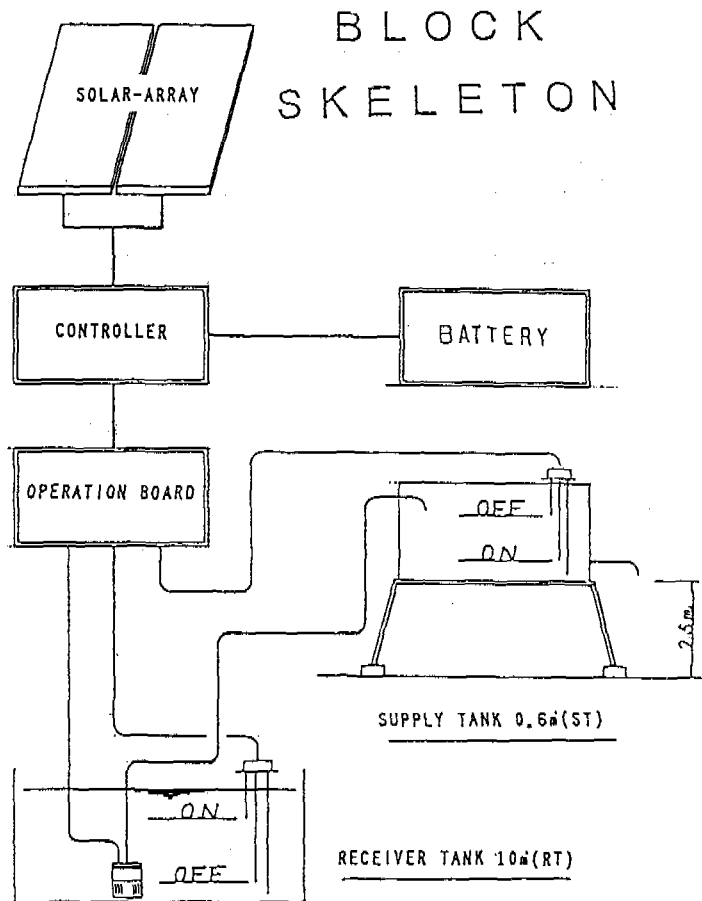 BLOCK
SKELETON
SOLAR-ARRAY
CONTROLLER
BATTERY
OPERATION BOARD
OFF
ON
2.5m
SUPPLY TANK 0.6㎥(ST)
ON
OFF
RECEIVER TANK 10㎥(RT)